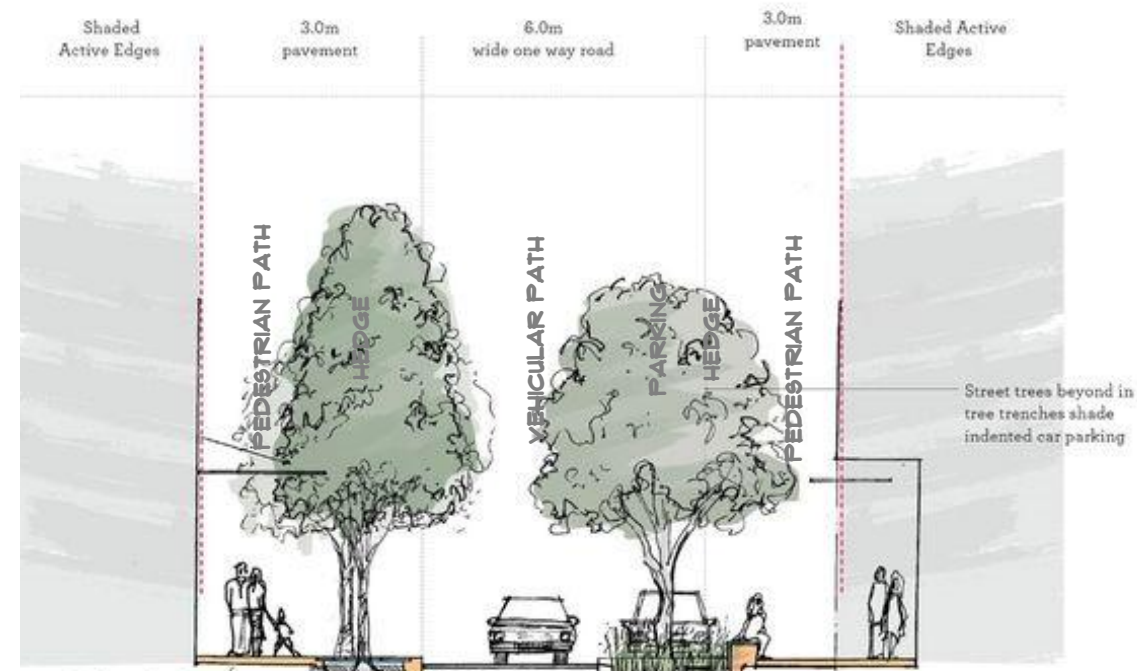 Shaded
Active Edges
3.0m
pavement
6.0m
wide one way road
3.0m
pavement
Shaded Active
Edges
PEDESTRIAN PATH
HEDGE
VEHICULAR PATH
PARKING
HEDGE
PEDESTRIAN PATH
Street trees beyond in
tree trenches shade
indented car parking